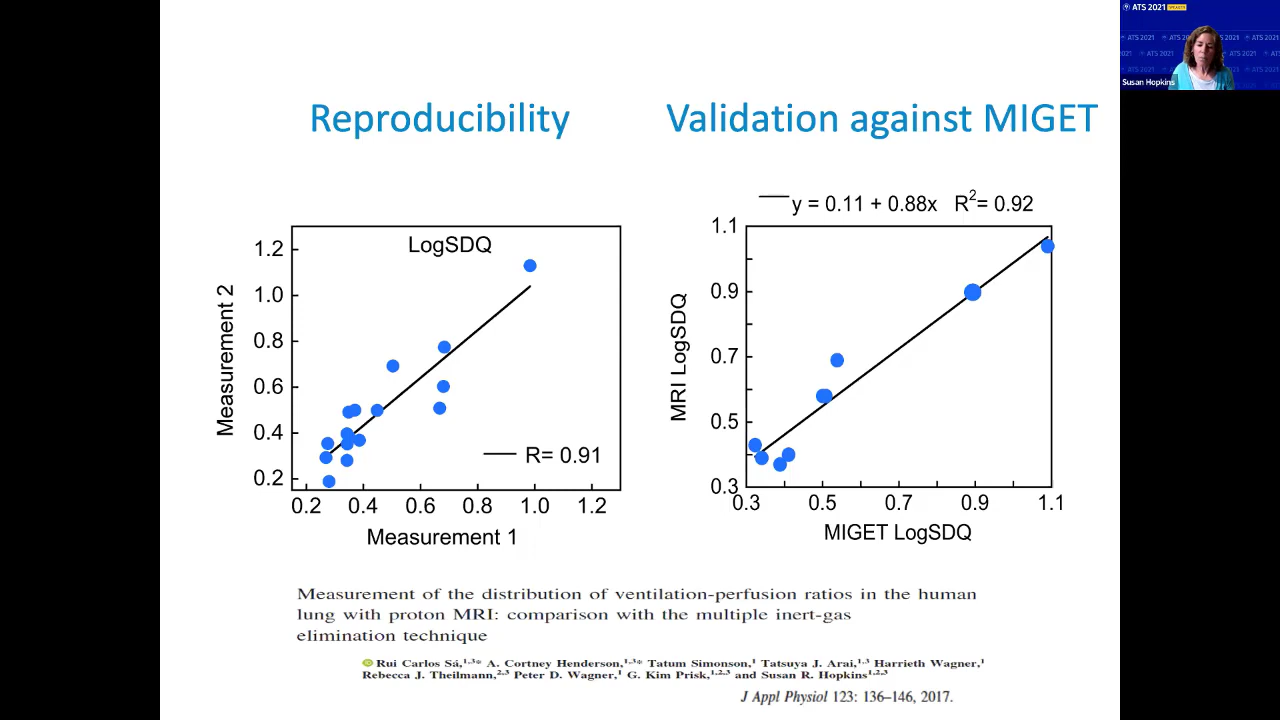 ATS 2021 SPEAKER
Susan Hopkins
Reproducibility
Validation against MIGET
LogSDQ
Measurement 2
1.2
1.0
0.8
0.6
0.4
0.2
R= 0.91
0.2 0.4 0.6 0.8 1.0 1.2
Measurement 1
y = 0.11 + 0.88x R2= 0.92
MRI LogSDQ
1.1
0.9
0.7
0.5
0.3
0.3 0.5 0.7 0.9 1.1
MIGET LogSDQ
Measurement of the distribution of ventilation-perfusion ratios in the human
lung with proton MRI: comparison with the multiple inert-gas
elimination technique
Rui Carlos Sá,1,3* A. Cortney Henderson,1,3* Tatum Simonson,1 Tatsuya J. Arai,1,3 Harrieth Wagner,1
Rebecca J. Theilmann,2,3 Peter D. Wagner,1 G. Kim Prisk,1,2,3 and Susan R. Hopkins1,2,3
J Appl Physiol 123: 136–146, 2017.